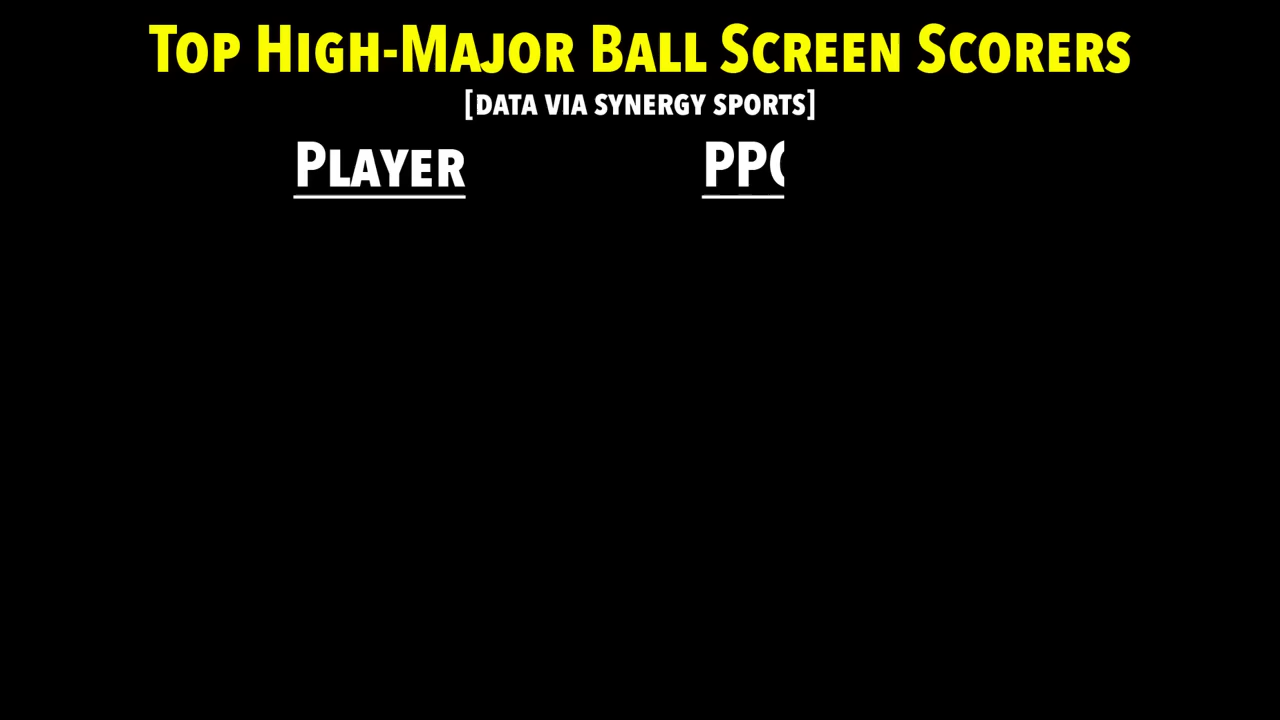 Top High-Major Ball Screen Scorers
[data via synergy sports]
Player